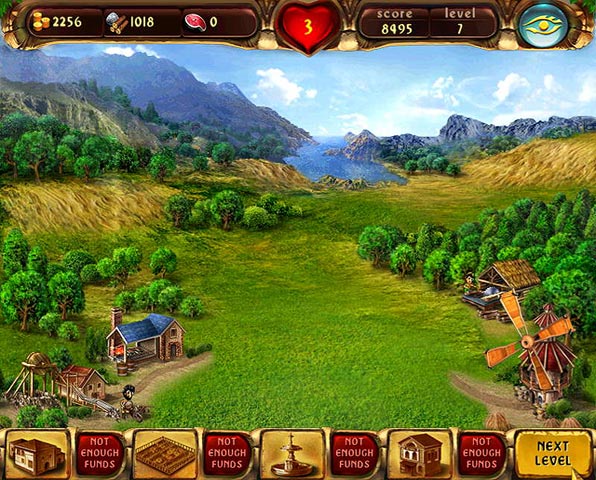 2256
1018
0
3
score
8495
level
7
NOT
ENOUGH
FUNDS
NOT
ENOUGH
FUNDS
NOT
ENOUGH
FUNDS
NOT
ENOUGH
FUNDS
NEXT
LEVEL